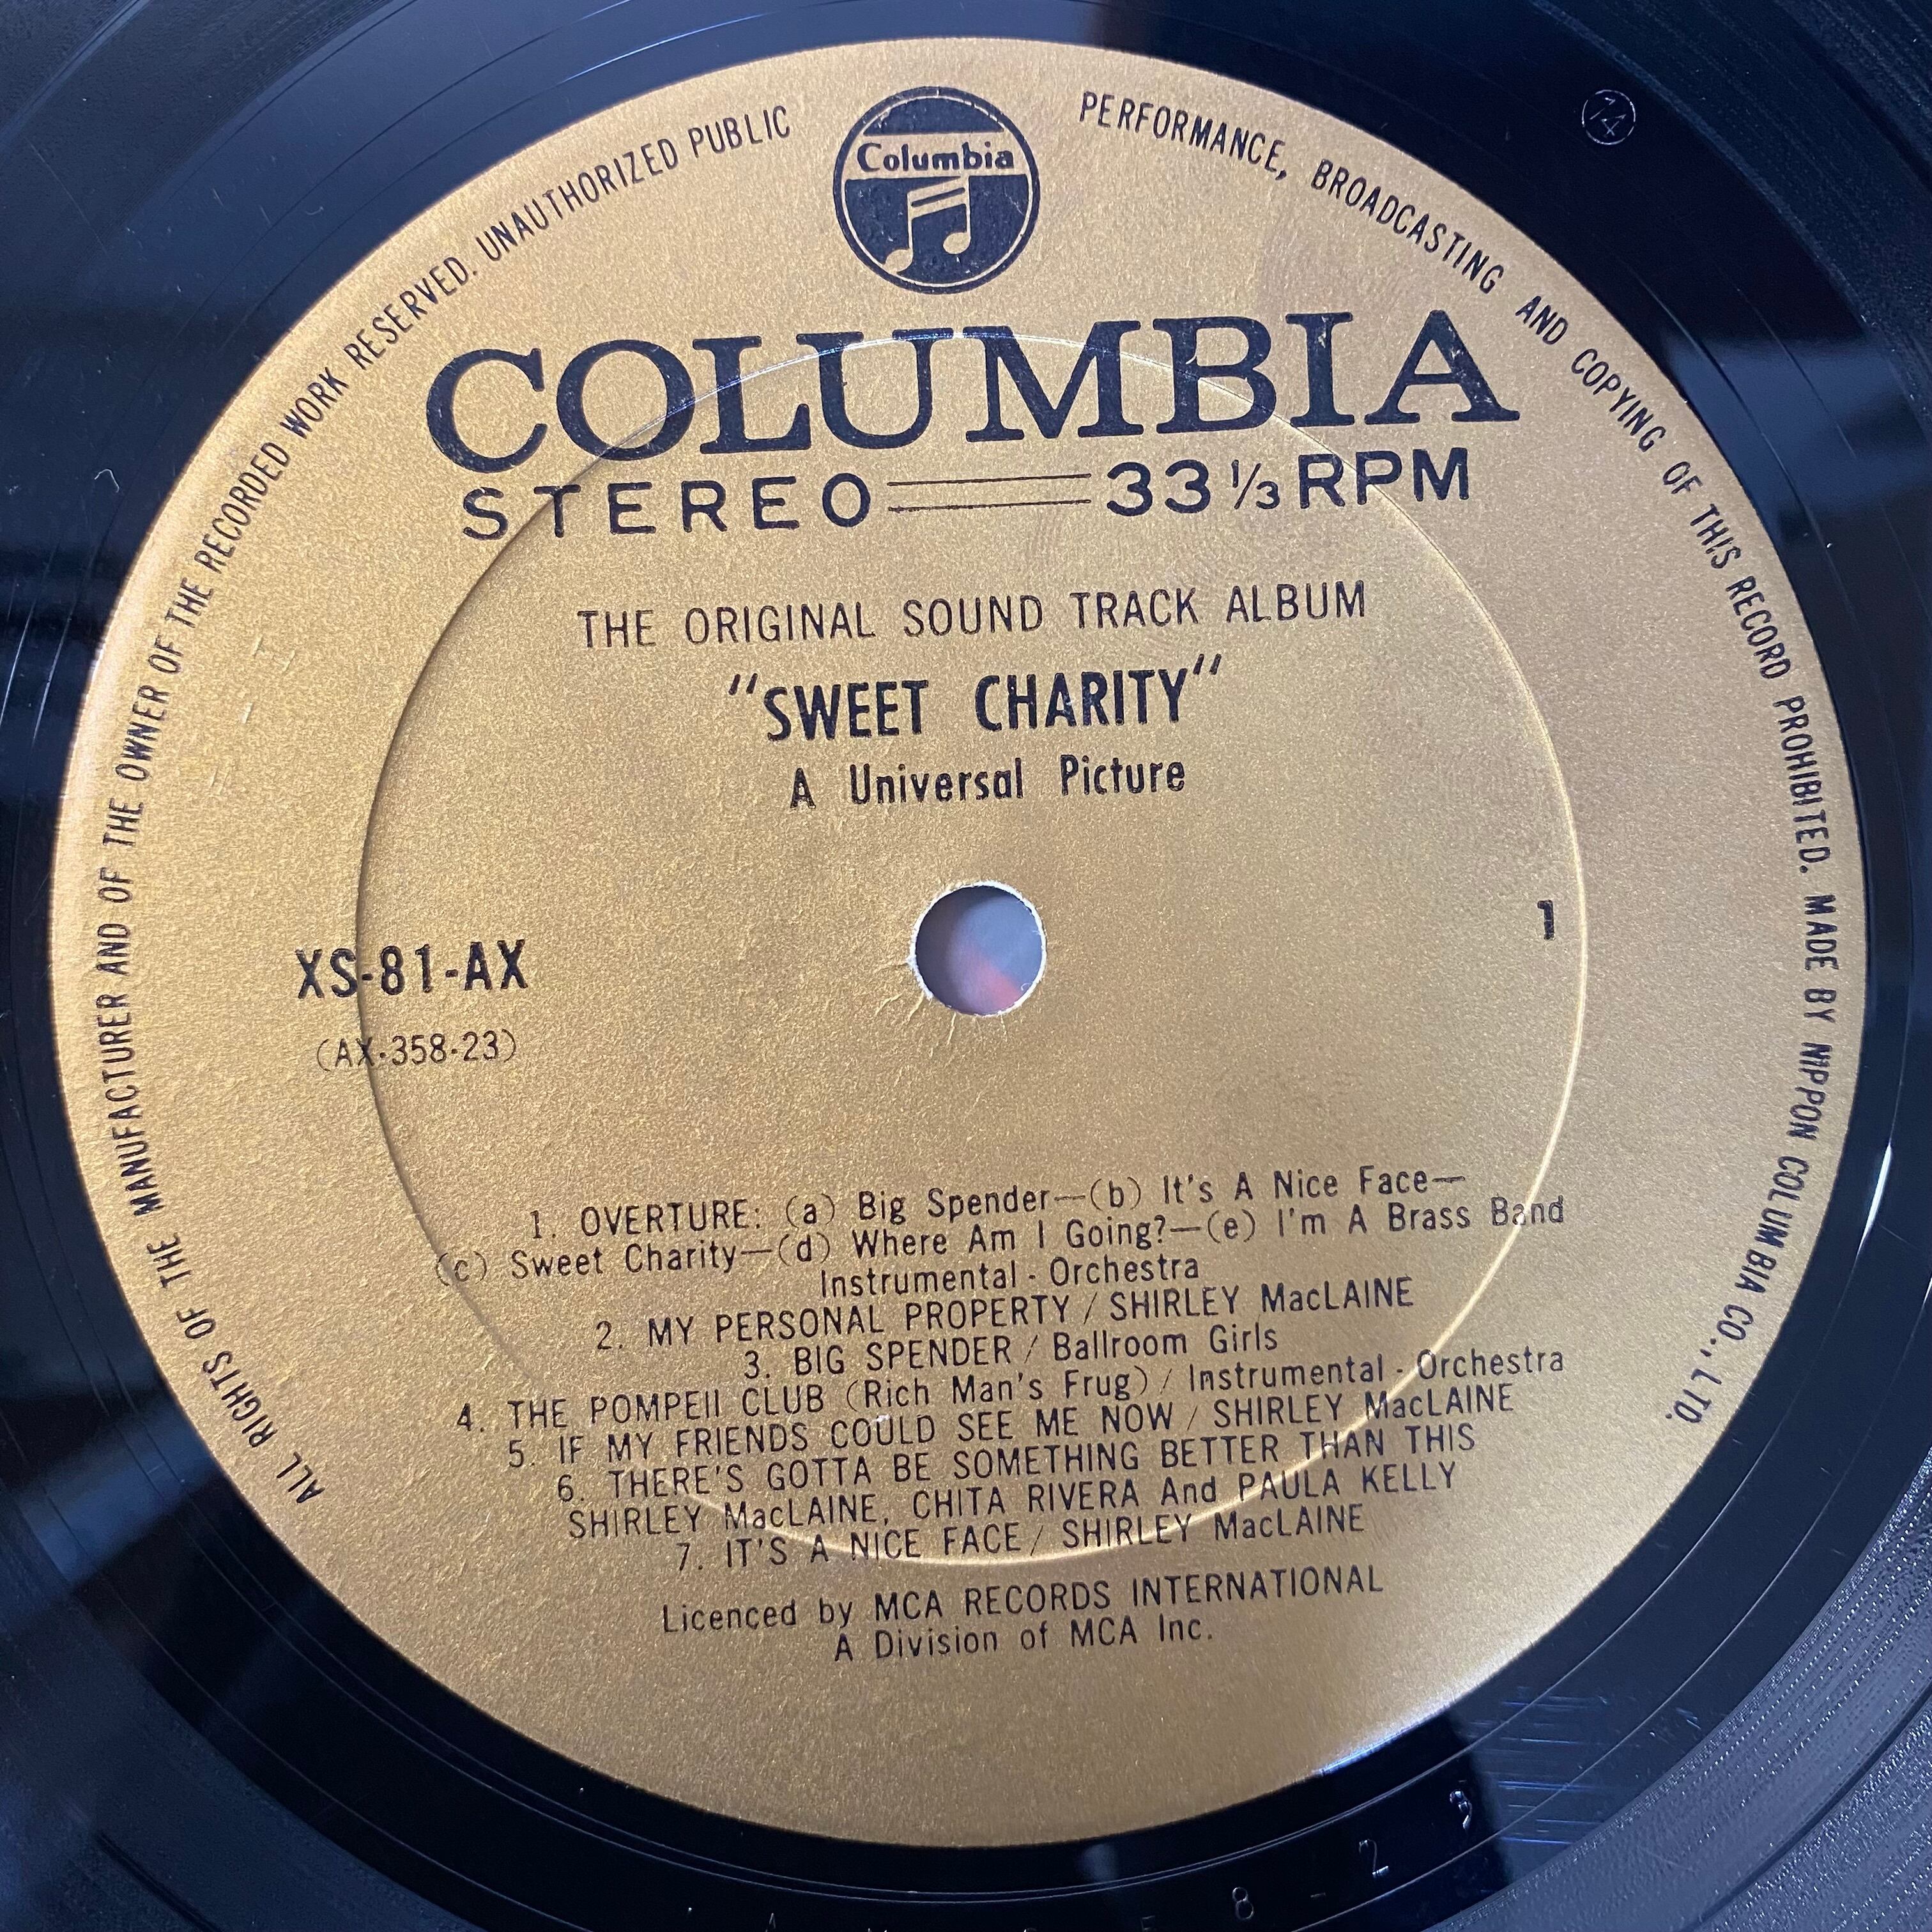 ALL RIGHTS OF THE MANUFACTURER AND OF THE OWNER OF THE RECORDED WORK RESERVED. UNAUTHORIZED PUBLIC PERFORMANCE, BROADCASTING AND COPYING OF THIS RECORD PROHIBITED. MADE BY NIPPON COLUMBIA CO., LTD.
14
Columbia
COLUMBIA
STEREO 33 1/3 RPM
THE ORIGINAL SOUND TRACK ALBUM
"SWEET CHARITY"
A Universal Picture
1
XS-81-AX
(AX-358-23)
1. OVERTURE: (a) Big Spender—(b) It's A Nice Face—
(c) Sweet Charity—(d) Where Am I Going?—(e) I'm A Brass Band
Instrumental - Orchestra
2. MY PERSONAL PROPERTY / SHIRLEY MacLAINE
3. BIG SPENDER / Ballroom Girls
4. THE POMPEII CLUB (Rich Man's Frug) / Instrumental - Orchestra
5. IF MY FRIENDS COULD SEE ME NOW / SHIRLEY MacLAINE
6. THERE'S GOTTA BE SOMETHING BETTER THAN THIS
SHIRLEY MacLAINE, CHITA RIVERA And PAULA KELLY
7. IT'S A NICE FACE / SHIRLEY MacLAINE
Licenced by MCA RECORDS INTERNATIONAL
A Division of MCA Inc.
8-23